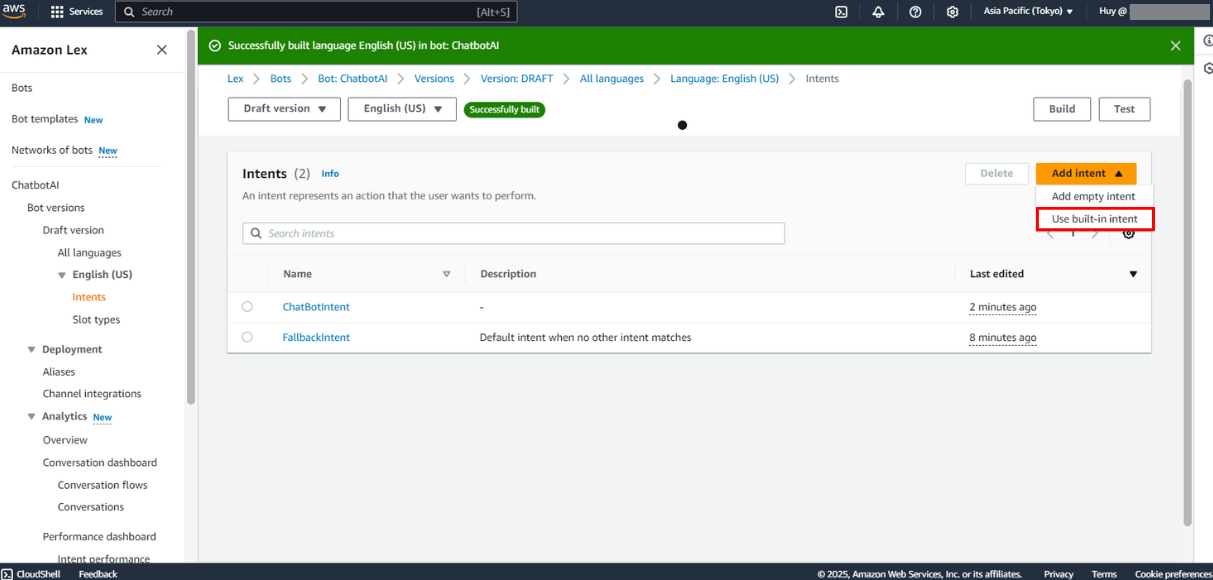 aws Services Search [Alt+S] Asia Pacific (Tokyo) Huy @
Amazon Lex
Bots
Bot templates New
Networks of bots New
ChatbotAI
Bot versions
Draft version
All languages
English (US)
Intents
Slot types
Deployment
Aliases
Channel integrations
Analytics New
Overview
Conversation dashboard
Conversation flows
Conversations
Performance dashboard
Intent performance
Successfully built language English (US) in bot: ChatbotAI
Lex Bots Bot: ChatbotAI Versions Version: DRAFT All languages Language: English (US) Intents
Draft version English (US) Successfully built Build Test
Intents (2) Info Delete Add intent
An intent represents an action that the user wants to perform.
Add empty intent
Use built-in intent
Search intents
1
Name Description Last edited
ChatBotIntent - 2 minutes ago
FallbackIntent Default intent when no other intent matches 8 minutes ago
CloudShell Feedback © 2025, Amazon Web Services, Inc. or its affiliates. Privacy Terms Cookie preferences